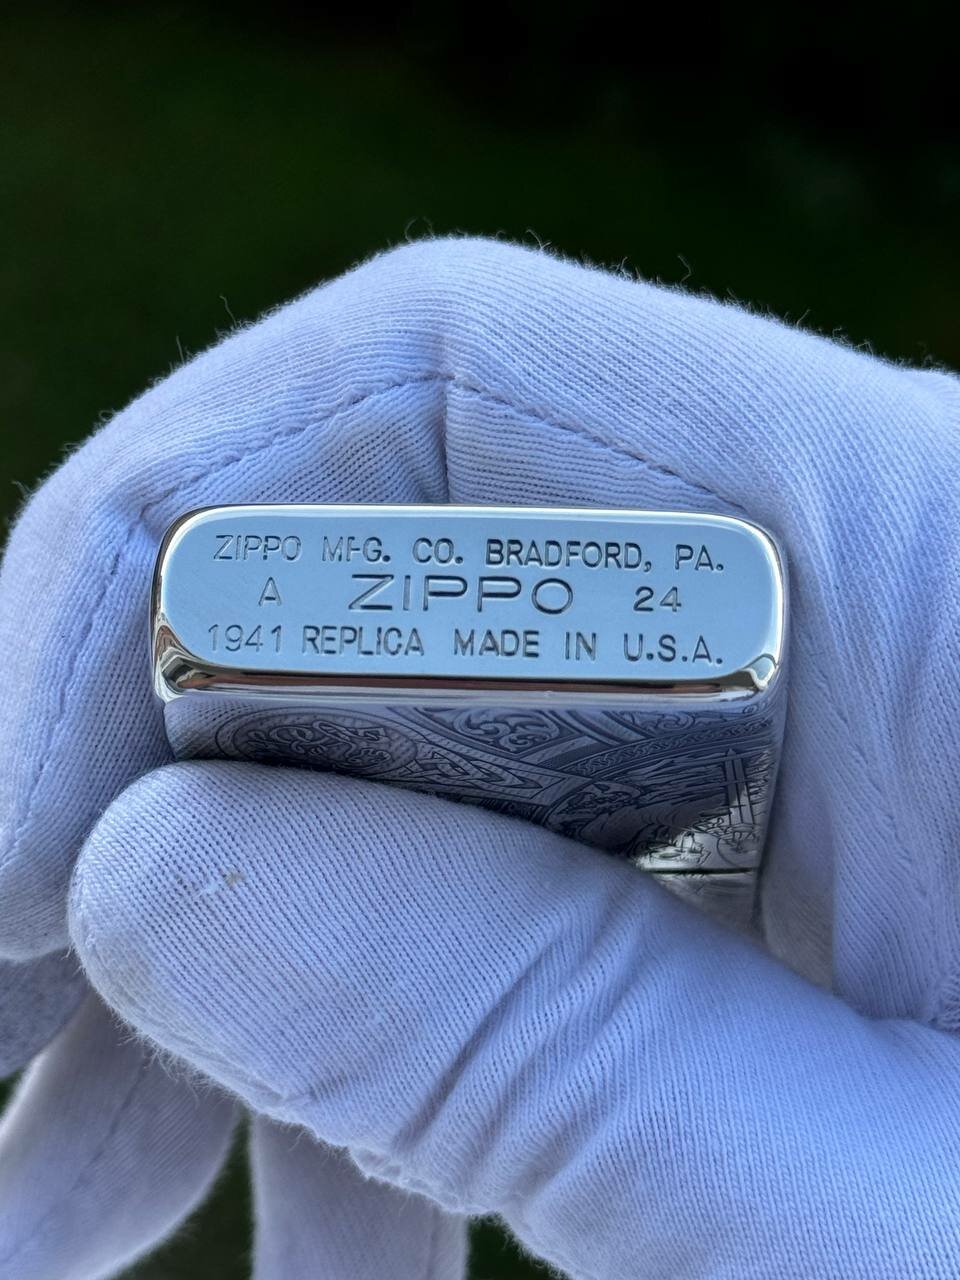 ZIPPO MFG. CO. BRADFORD, PA.
A ZIPPO 24
1941 REPLICA MADE IN U.S.A.